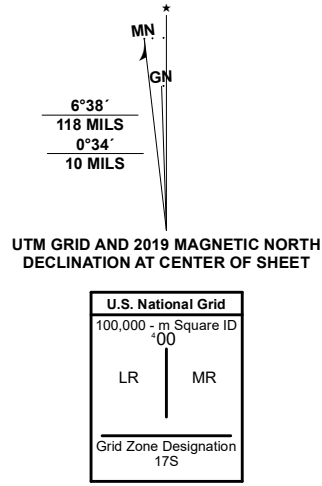 ★
MN
GN
6°38´
118 MILS
0°34´
10 MILS
UTM GRID AND 2019 MAGNETIC NORTH
DECLINATION AT CENTER OF SHEET
U.S. National Grid
100,000 - m Square ID
⁴00
LR MR
Grid Zone Designation
17S